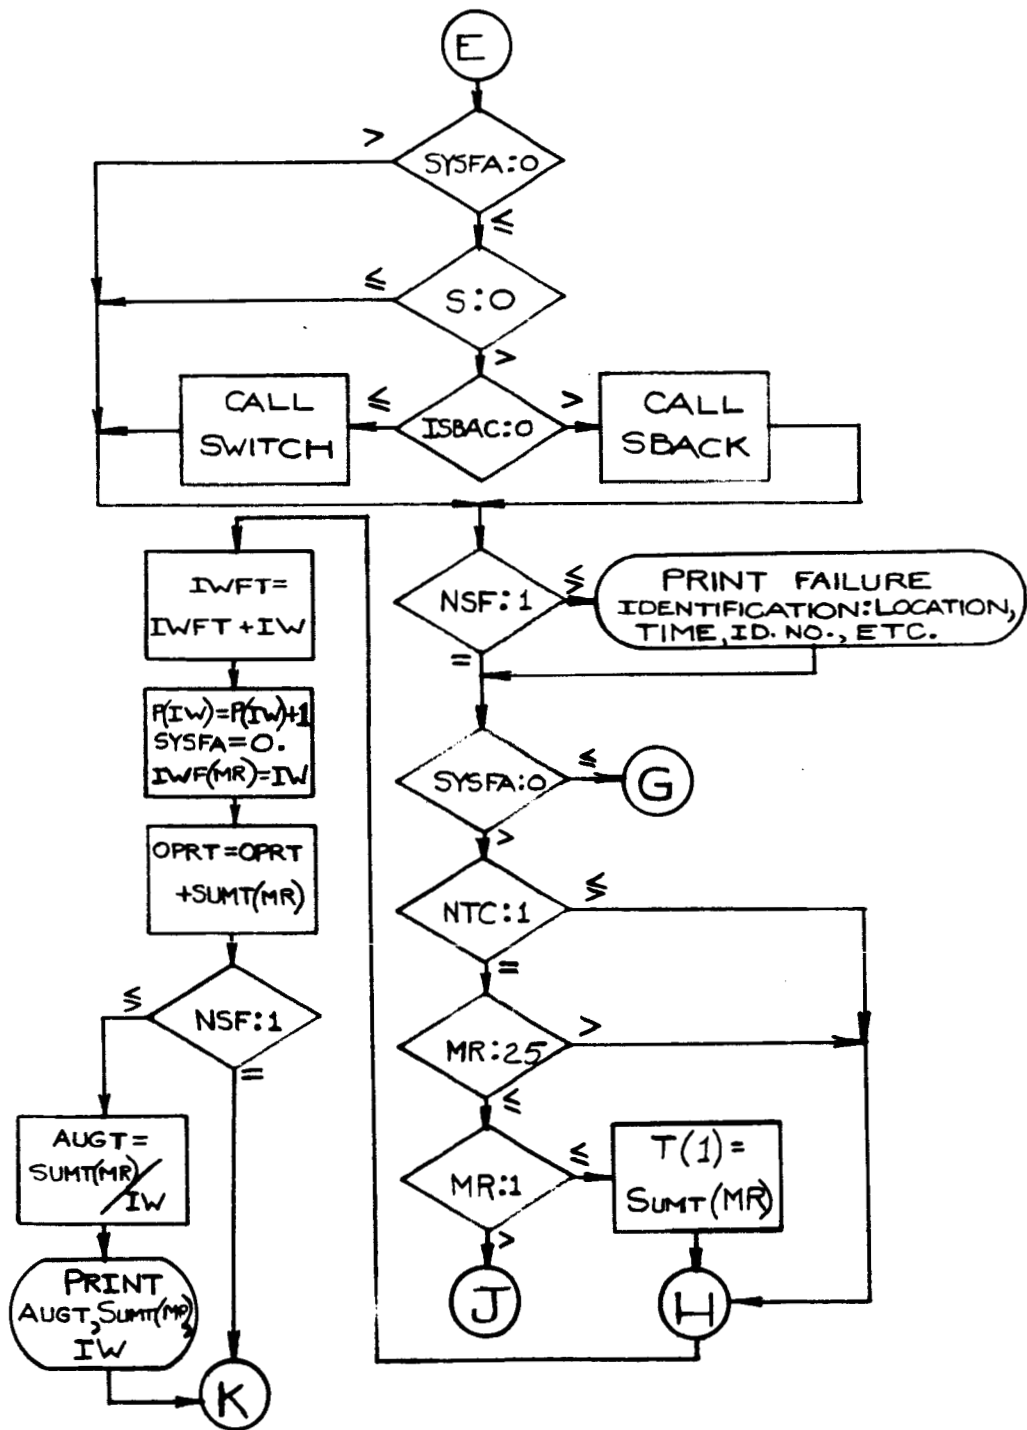 E
>
SYSFA:0
≤
≤
S:0
>
CALL
SWITCH
≤
ISBAC:0
>
CALL
SBACK
IWFT=
IWFT+IW
NSF:1
≤
PRINT FAILURE
IDENTIFICATION:LOCATION,
TIME, ID. NO., ETC.
=
P(IW)=P(IW)+1
SYSFA=0.
IWF(MR)=IW
SYSFA:0
≤
G
>
OPRT=OPRT
+SUMT(MR)
NTC:1
≤
=
≤
NSF:1
=
MR:25
>
≤
AUGT=
SUMT(MR)/IW
MR:1
≤
T(1)=
SUMT(MR)
>
PRINT
AUGT, SUMT(MR),
IW
J
H
K